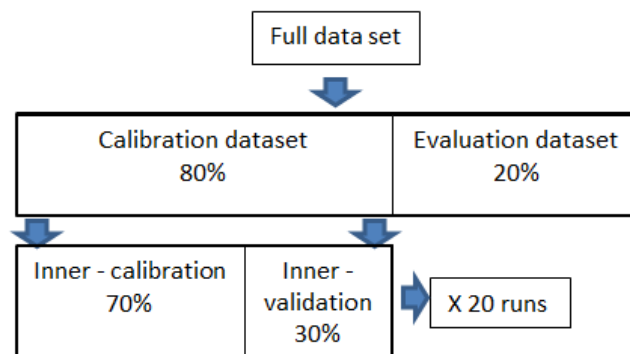 Full data set
Calibration dataset
80%
Evaluation dataset
20%
Inner - calibration
70%
Inner -
validation
30%
X 20 runs